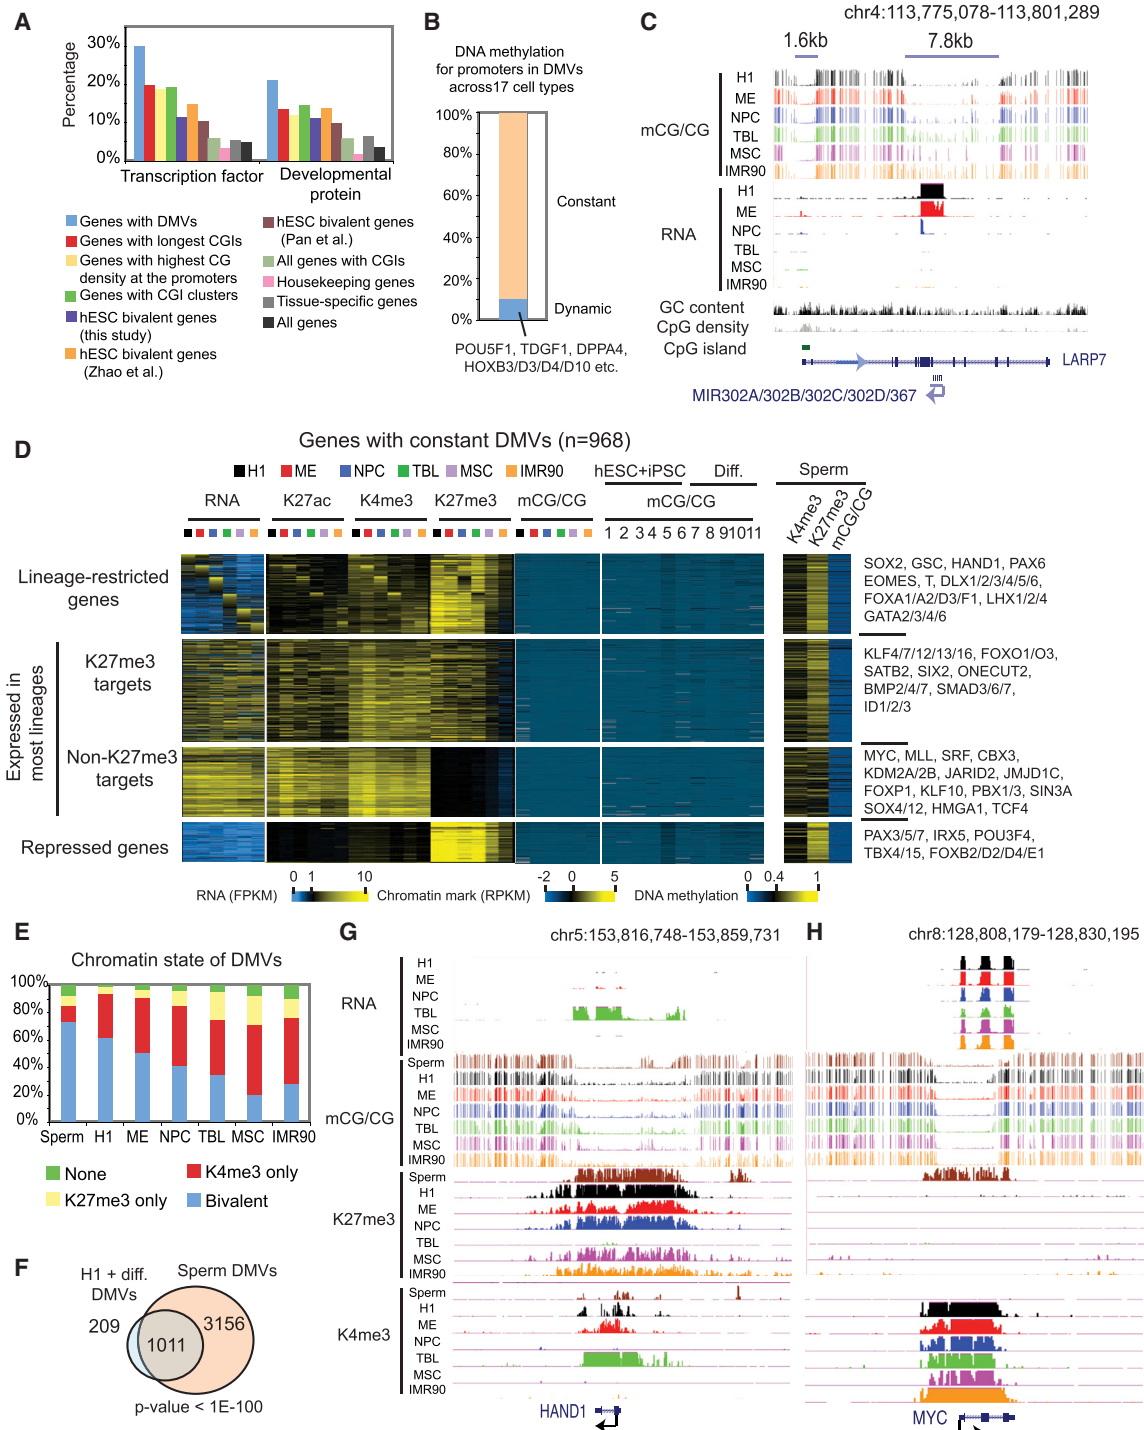 A
Percentage
30%
20%
10%
0%
Transcription factor
Developmental
protein
Genes with DMVs
Genes with longest CGIs
Genes with highest CG
density at the promoters
Genes with CGI clusters
hESC bivalent genes
(this study)
hESC bivalent genes
(Zhao et al.)
hESC bivalent genes
(Pan et al.)
All genes with CGIs
Housekeeping genes
Tissue-specific genes
All genes
B
DNA methylation
for promoters in DMVs
across17 cell types
100%
80%
60%
40%
20%
0%
Constant
Dynamic
POU5F1, TDGF1, DPPA4,
HOXB3/D3/D4/D10 etc.
C
chr4:113,775,078-113,801,289
1.6kb
7.8kb
mCG/CG
H1
ME
NPC
TBL
MSC
IMR90
RNA
H1
ME
NPC
TBL
MSC
IMR90
GC content
CpG density
CpG island
LARP7
MIR302A/302B/302C/302D/367
D
Genes with constant DMVs (n=968)
H1 ME NPC TBL MSC IMR90
hESC+iPSC Diff. Sperm
RNA K27ac K4me3 K27me3 mCG/CG mCG/CG
K4me3 K27me3 mCG/CG
1 2 3 4 5 6 7 8 91011
Lineage-restricted
genes
SOX2, GSC, HAND1, PAX6
EOMES, T, DLX1/2/3/4/5/6,
FOXA1/A2/D3/F1, LHX1/2/4
GATA2/3/4/6
Expressed in
most lineages
K27me3
targets
KLF4/7/12/13/16, FOXO1/O3,
SATB2, SIX2, ONECUT2,
BMP2/4/7, SMAD3/6/7,
ID1/2/3
Non-K27me3
targets
MYC, MLL, SRF, CBX3,
KDM2A/2B, JARID2, JMJD1C,
FOXP1, KLF10, PBX1/3, SIN3A
SOX4/12, HMGA1, TCF4
Repressed genes
PAX3/5/7, IRX5, POU3F4,
TBX4/15, FOXB2/D2/D4/E1
RNA (FPKM)
0 1 10
Chromatin mark (RPKM)
-2 0 5
DNA methylation
0 0.4 1
E
Chromatin state of DMVs
100%
80%
60%
40%
20%
0%
Sperm H1 ME NPC TBL MSC IMR90
None
K4me3 only
K27me3 only
Bivalent
F
H1 + diff.
DMVs
Sperm DMVs
209
1011
3156
p-value < 1E-100
G
chr5:153,816,748-153,859,731
RNA
H1
ME
NPC
TBL
MSC
IMR90
mCG/CG
Sperm
H1
ME
NPC
TBL
MSC
IMR90
K27me3
Sperm
H1
ME
NPC
TBL
MSC
IMR90
K4me3
Sperm
H1
ME
NPC
TBL
MSC
IMR90
HAND1
H
chr8:128,808,179-128,830,195
MYC